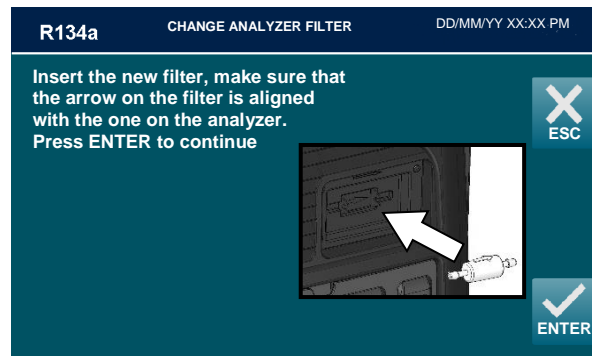 R134a
CHANGE ANALYZER FILTER
DD/MM/YY XX:XX PM
Insert the new filter, make sure that
the arrow on the filter is aligned
with the one on the analyzer.
Press ENTER to continue
ESC
ENTER